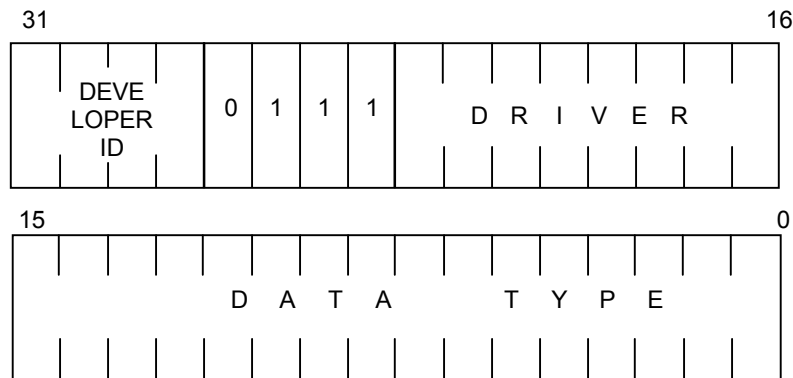 31 16
DEVE
LOPER
ID
0 1 1 1
D R I V E R
15 0
D A T A T Y P E